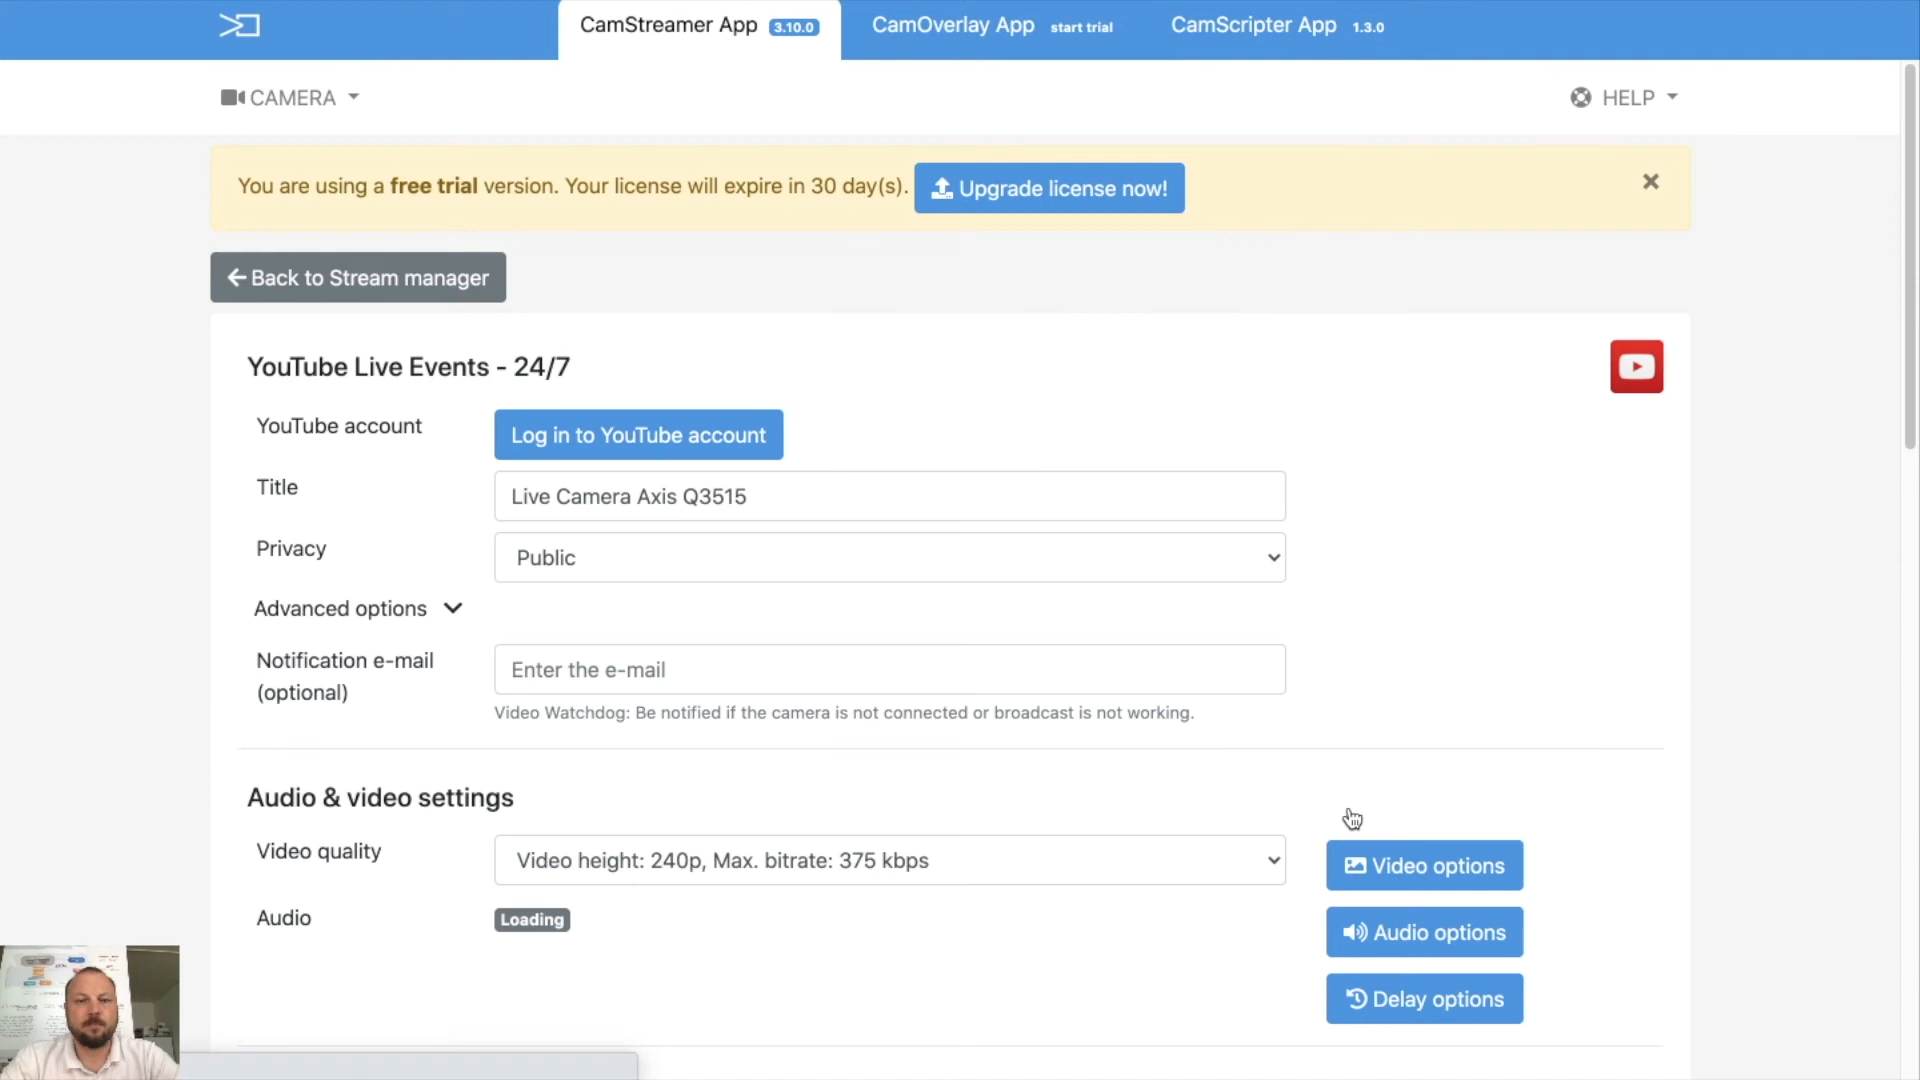 CamStreamer App 3.10.0
CamOverlay App start trial
CamScripter App 1.3.0
CAMERA
HELP
You are using a free trial version. Your license will expire in 30 day(s).
Upgrade license now!
Back to Stream manager
YouTube Live Events - 24/7
YouTube account
Log in to YouTube account
Title
Live Camera Axis Q3515
Privacy
Public
Advanced options
Notification e-mail
(optional)
Enter the e-mail
Video Watchdog: Be notified if the camera is not connected or broadcast is not working.
Audio & video settings
Video quality
Video height: 240p, Max. bitrate: 375 kbps
Video options
Audio
Loading
Audio options
Delay options